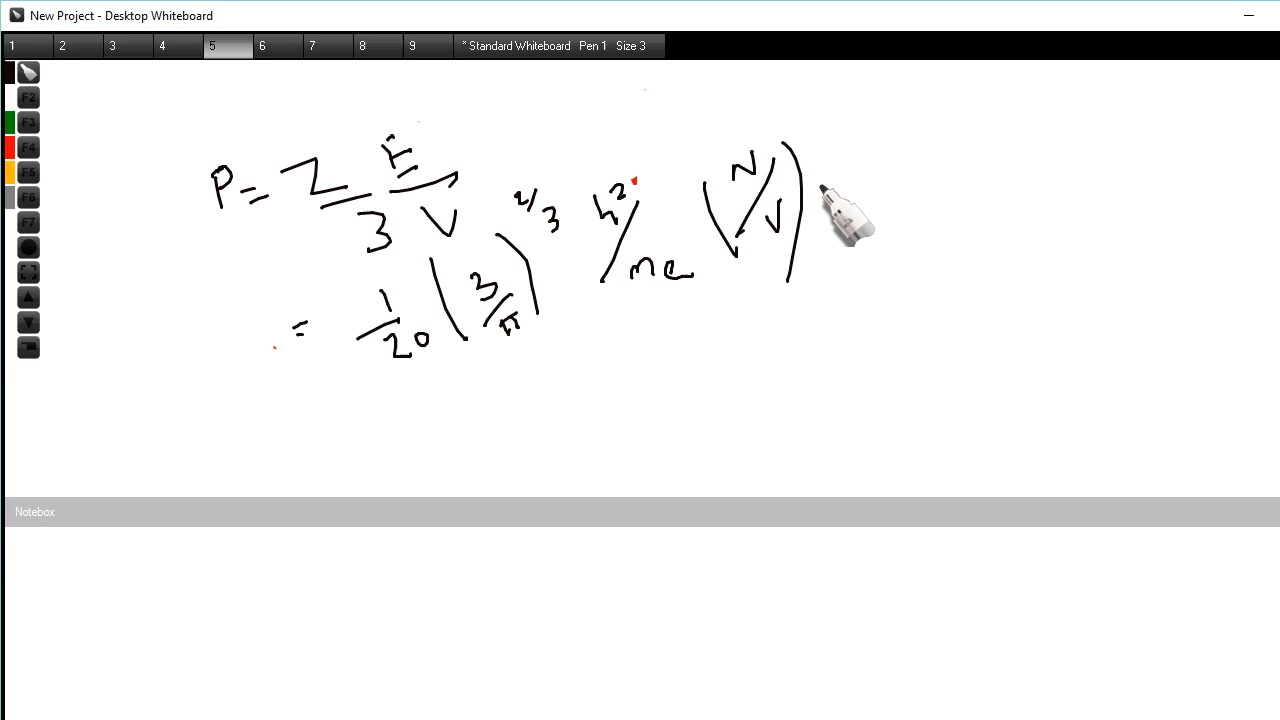 New Project - Desktop Whiteboard
1 2 3 4 5 6 7 8 9 * Standard Whiteboard Pen 1 Size 3
F2
F3
F4
F5
F6
F7
P = 2/3 E/V
= 1/20 (3/π)^2/3 h^2/me (N/V)
Notebox